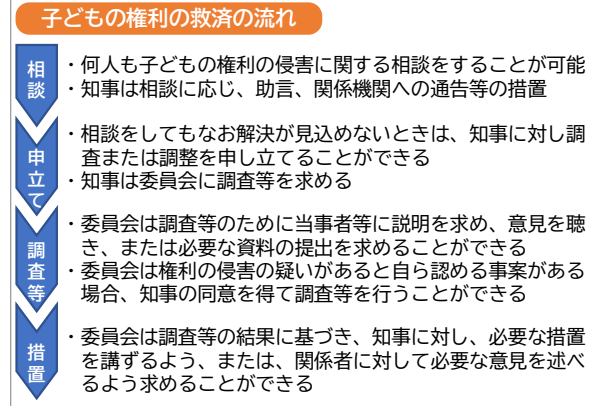 子どもの権利の救済の流れ
相談
・何人も子どもの権利の侵害に関する相談をすることが可能
・知事は相談に応じ、助言、関係機関への通告等の措置
申立て
・相談をしてもなお解決が見込めないときは、知事に対し調
査または調整を申し立てることができる
・知事は委員会に調査等を求める
調査等
・委員会は調査等のために当事者等に説明を求め、意見を聴
き、または必要な資料の提出を求めることができる
・委員会は権利の侵害の疑いがあると自ら認める事案がある
場合、知事の同意を得て調査等を行うことができる
措置
・委員会は調査等の結果に基づき、知事に対し、必要な措置
を講ずるよう、または、関係者に対して必要な意見を述べ
るよう求めることができる